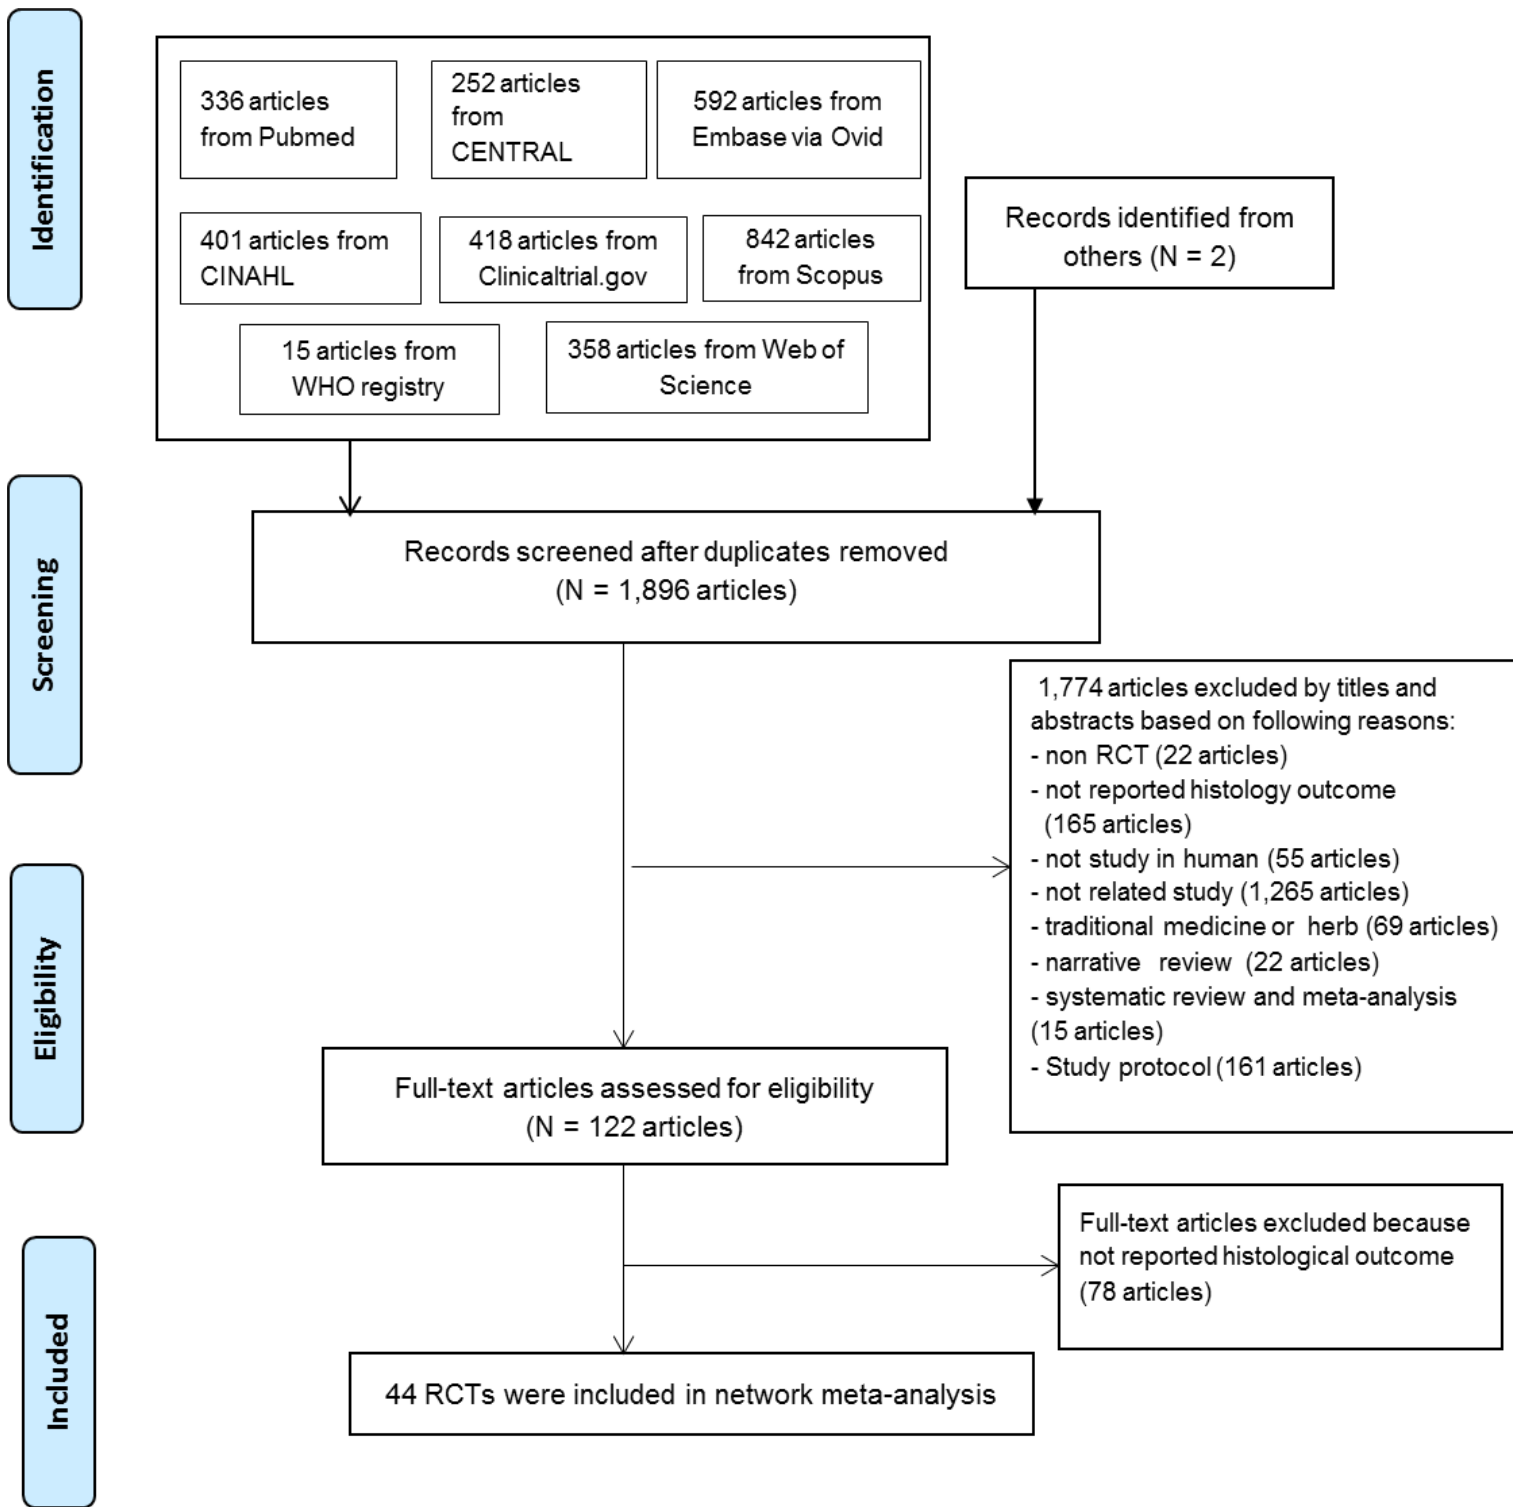 Identification
336 articles
from Pubmed
252 articles
from
CENTRAL
592 articles from
Embase via Ovid
401 articles from
CINAHL
418 articles from
Clinicaltrial.gov
842 articles
from Scopus
15 articles from
WHO registry
358 articles from Web of
Science
Records identified from
others (N = 2)
Screening
Records screened after duplicates removed
(N = 1,896 articles)
1,774 articles excluded by titles and
abstracts based on following reasons:
- non RCT (22 articles)
- not reported histology outcome
(165 articles)
- not study in human (55 articles)
- not related study (1,265 articles)
- traditional medicine or herb (69 articles)
- narrative review (22 articles)
- systematic review and meta-analysis
(15 articles)
- Study protocol (161 articles)
Eligibility
Full-text articles assessed for eligibility
(N = 122 articles)
Full-text articles excluded because
not reported histological outcome
(78 articles)
Included
44 RCTs were included in network meta-analysis